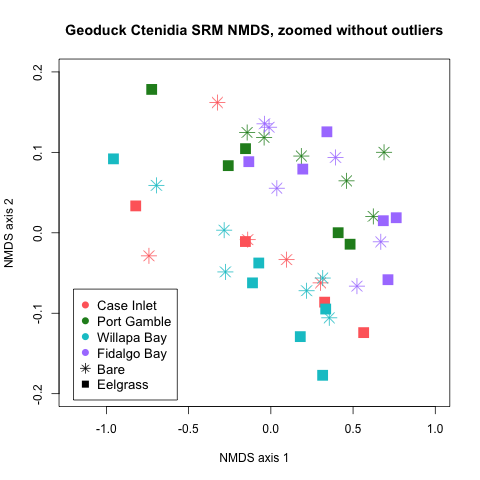 Geoduck Ctenidia SRM NMDS, zoomed without outliers
NMDS axis 2
0.2
0.1
0.0
-0.1
-0.2
Case Inlet
Port Gamble
Willapa Bay
Fidalgo Bay
Bare
Eelgrass
-1.0 -0.5 0.0 0.5 1.0
NMDS axis 1